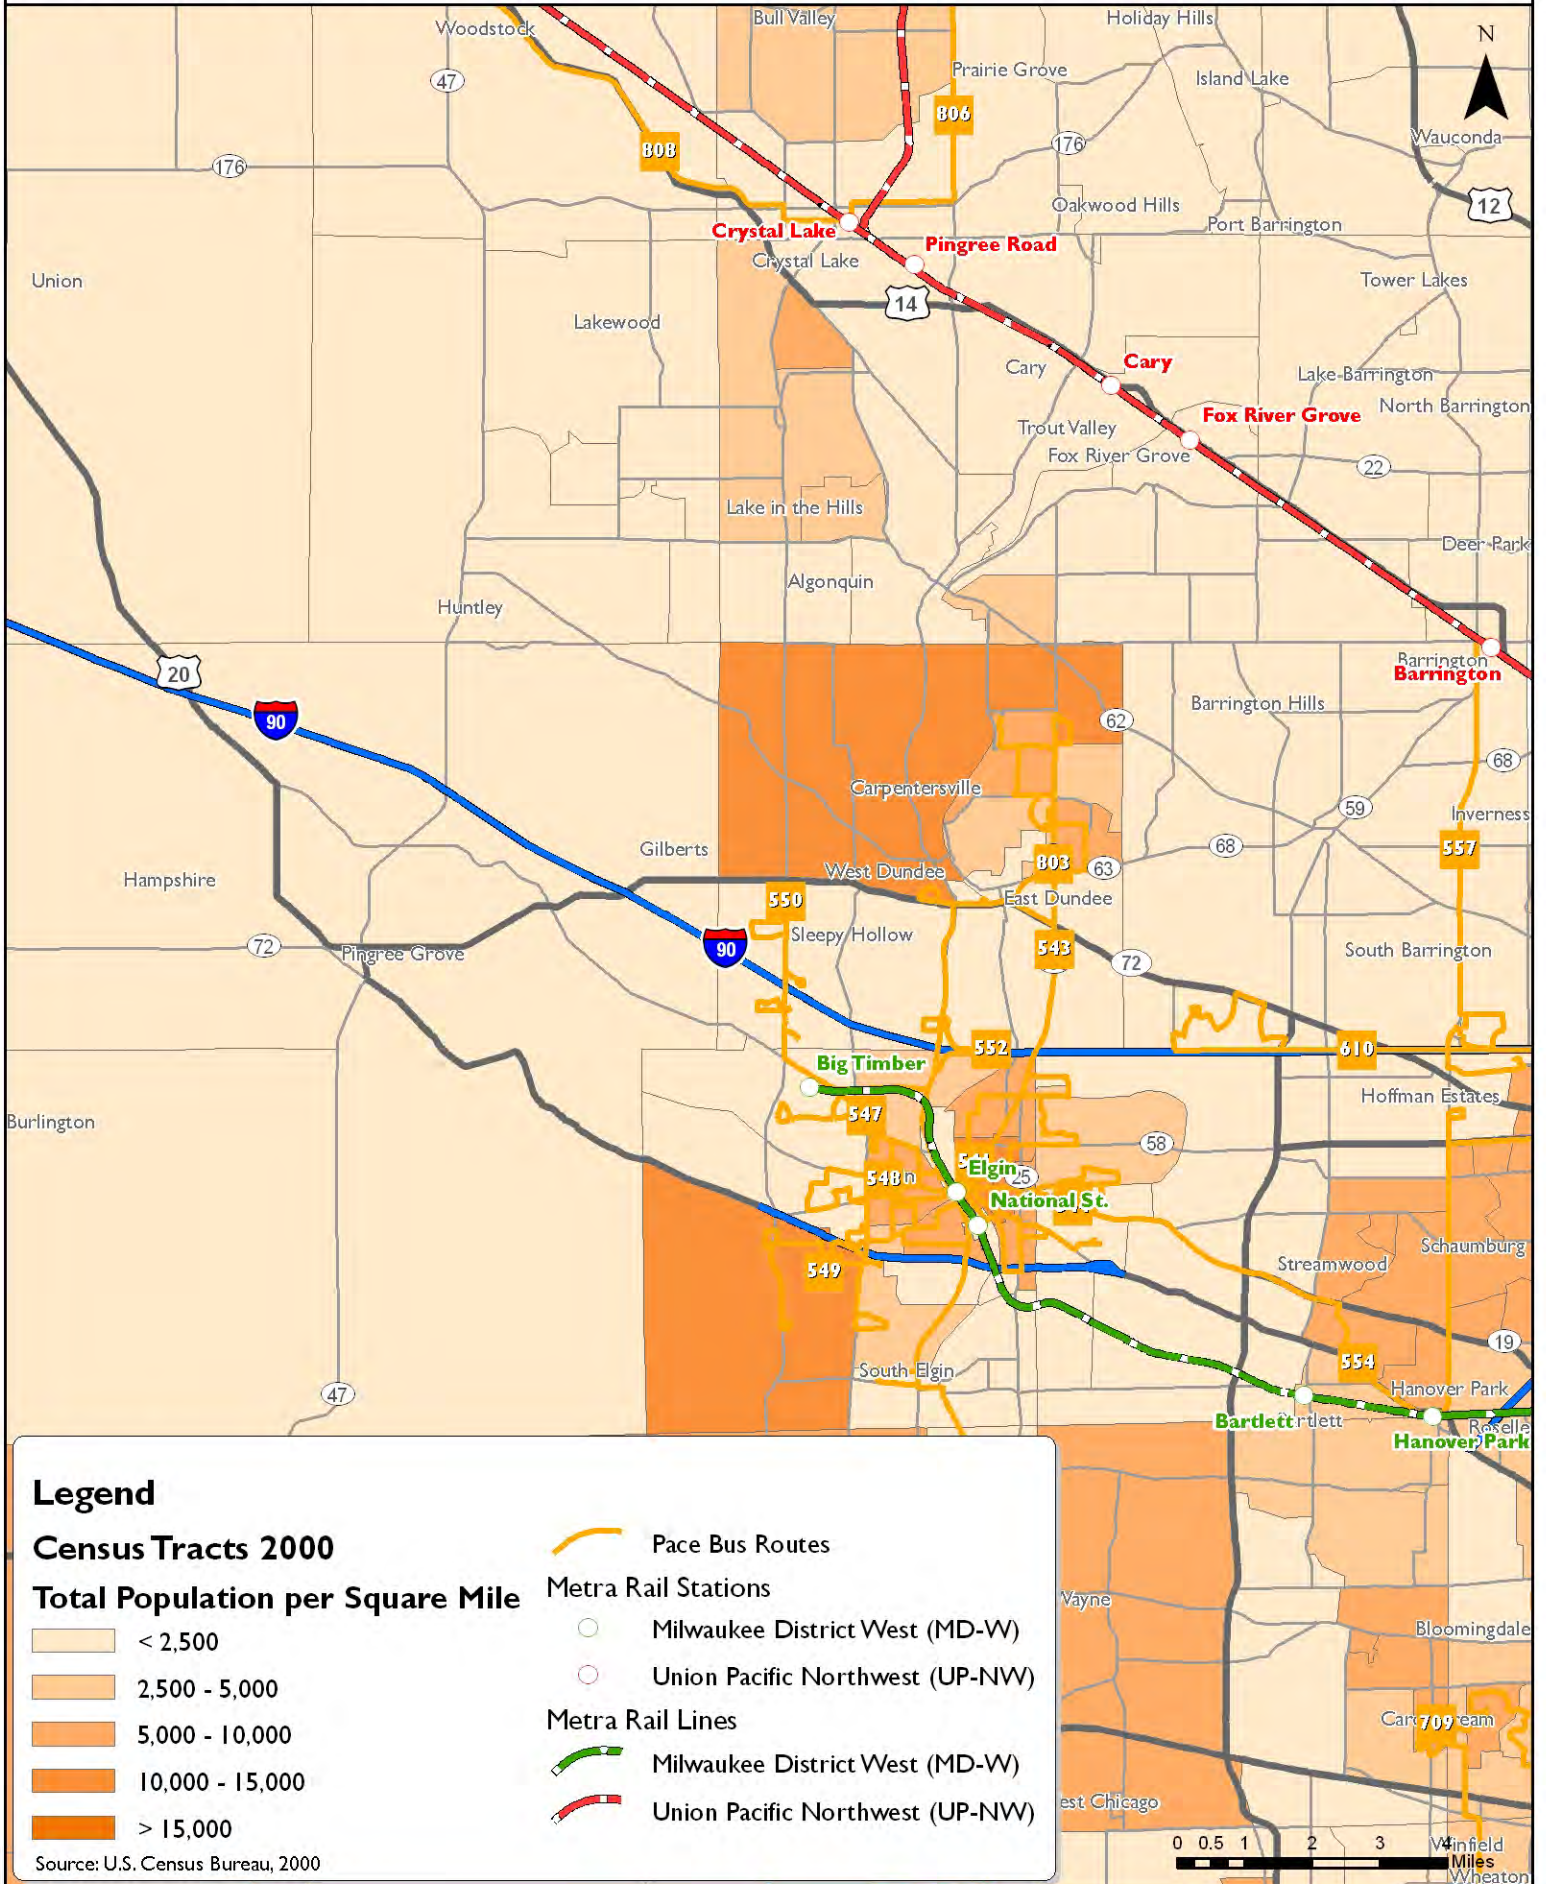 Woodstock
Bull Valley
Holiday Hills
N
47
Prairie Grove
Island Lake
806
176
Wauconda
808
176
12
Oakwood Hills
Port Barrington
Crystal Lake
Pingree Road
Crystal Lake
Union
Tower Lakes
14
Lakewood
Cary
Cary
Lake Barrington
North Barrington
Fox River Grove
Trout Valley
Fox River Grove
22
Lake in the Hills
Deer Park
Algonquin
Huntley
Barrington
Barrington
20
90
Barrington Hills
62
68
Carpentersville
59
Inverness
Gilberts
68
557
803
63
West Dundee
Hampshire
550
East Dundee
Sleepy Hollow
543
90
72
Pingree Grove
72
South Barrington
552
610
Big Timber
Hoffman Estates
547
Burlington
58
548
n
Elgin
25
National St.
Schaumburg
Streamwood
549
19
554
South Elgin
Hanover Park
47
Bartlett
rtlett
Roselle
Hanover Park
Legend
Census Tracts 2000
Total Population per Square Mile
< 2,500
2,500 - 5,000
5,000 - 10,000
10,000 - 15,000
> 15,000
Source: U.S. Census Bureau, 2000
Pace Bus Routes
Metra Rail Stations
Milwaukee District West (MD-W)
Union Pacific Northwest (UP-NW)
Metra Rail Lines
Milwaukee District West (MD-W)
Union Pacific Northwest (UP-NW)
Wayne
Bloomingdale
Car
709
eam
est Chicago
0 0.5 1 2 3 4
Miles
Winfield
Wheaton